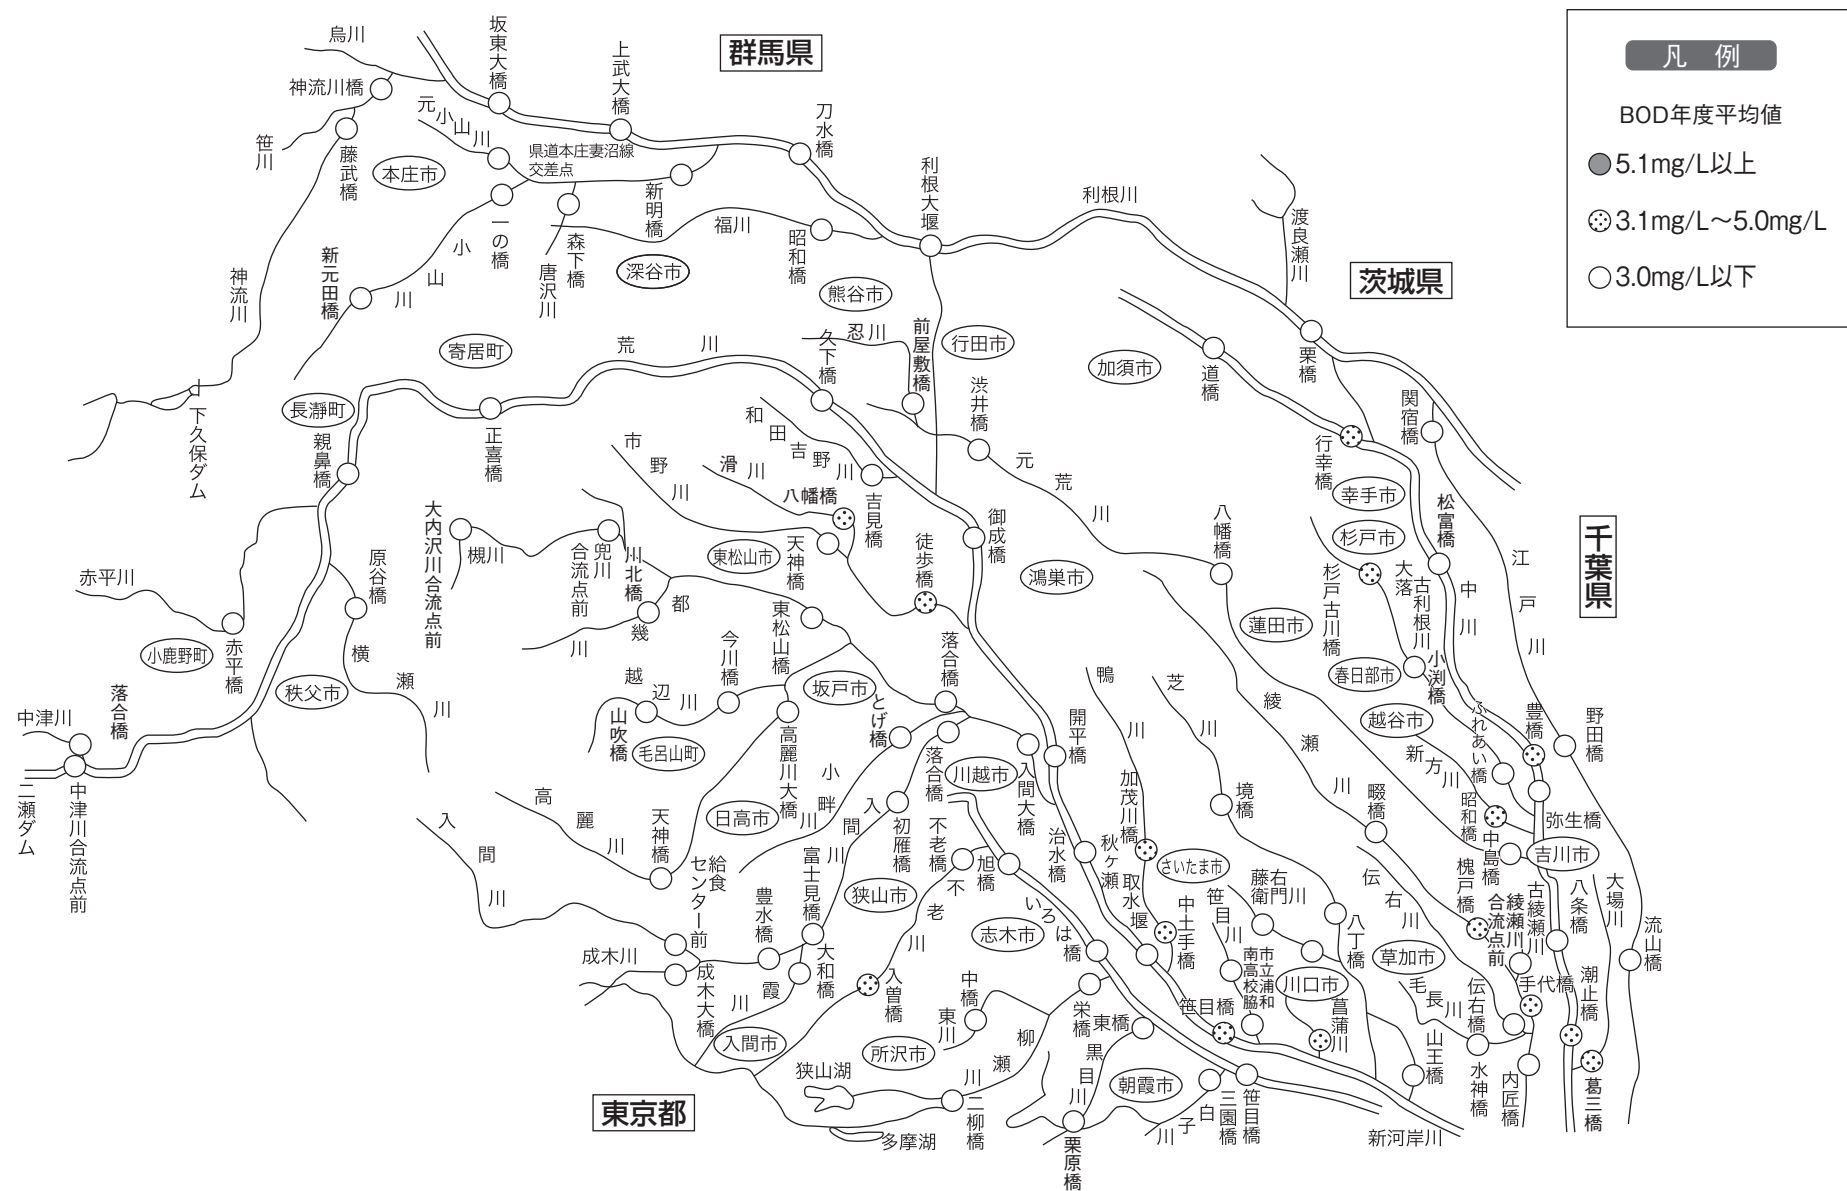 凡 例
BOD年度平均値
5.1mg/L以上
3.1mg/L～5.0mg/L
3.0mg/L以下
群馬県
茨城県
千葉県
東京都
烏川
神流川橋
笹川
藤武橋
本庄市
元小山川
坂東大橋
上武大橋
県道本庄妻沼線
交差点
新明橋
一の橋
森下橋
唐沢川
小山川
新元田橋
神流川
下久保ダム
深谷市
福川
昭和橋
刀水橋
利根大堰
利根川
渡良瀬川
熊谷市
寄居町
荒川
久下橋
忍川
前屋敷橋
行田市
加須市
道橋
栗橋
関宿橋
長瀞町
親鼻橋
正喜橋
渋井橋
元荒川
行幸橋
幸手市
和田吉野川
吉見橋
市野川
滑川
八幡橋
天神橋
東松山市
徒歩橋
御成橋
鴻巣市
八幡橋
杉戸市
杉戸古川橋
大落
古利根川
松富橋
中川
江戸川
大内沢川合流点前
槻川
兜川
合流点前
川北橋
都幾川
東松山橋
原谷橋
横瀬川
赤平川
赤平橋
小鹿野町
秩父市
中津川
落合橋
二瀬ダム
中津川合流点前
今川橋
越辺川
山吹橋
毛呂山町
坂戸市
高麗川大橋
とげ橋
落合橋
落合橋
川越市
入間大橋
開平橋
鴨川
芝川
綾瀬川
蓮田市
春日部市
小渕橋
越谷市
ふれあい橋
豊橋
野田橋
新方川
昭和橋
弥生橋
中島橋
吉川市
畷橋
境橋
加茂川橋
治水橋
秋ヶ瀬取水堰
さいたま市
高麗川
天神橋
日高市
小畔川
入間川
初雁橋
不老橋
旭橋
不老川
狭山市
富士見橋
入間川
給食
センター前
豊水橋
成木川
成木大橋
霞川
大和橋
入間市
入曽橋
志木市
いろは橋
中土手橋
笹目川
藤右衛門川
市立浦和
南高校脇
八丁橋
川口市
菖蒲川
伝右川
槐戸橋
綾瀬川
合流点前
古綾瀬川
八条橋
大場川
流山橋
草加市
毛長川
伝右橋
手代橋
潮止橋
山王橋
水神橋
内匠橋
葛三橋
中橋
東川
所沢市
狭山湖
多摩湖
柳瀬川
二柳橋
栄橋
東橋
黒目川
栗原橋
朝霞市
笹目橋
白子川
三園橋
笹目橋
新河岸川